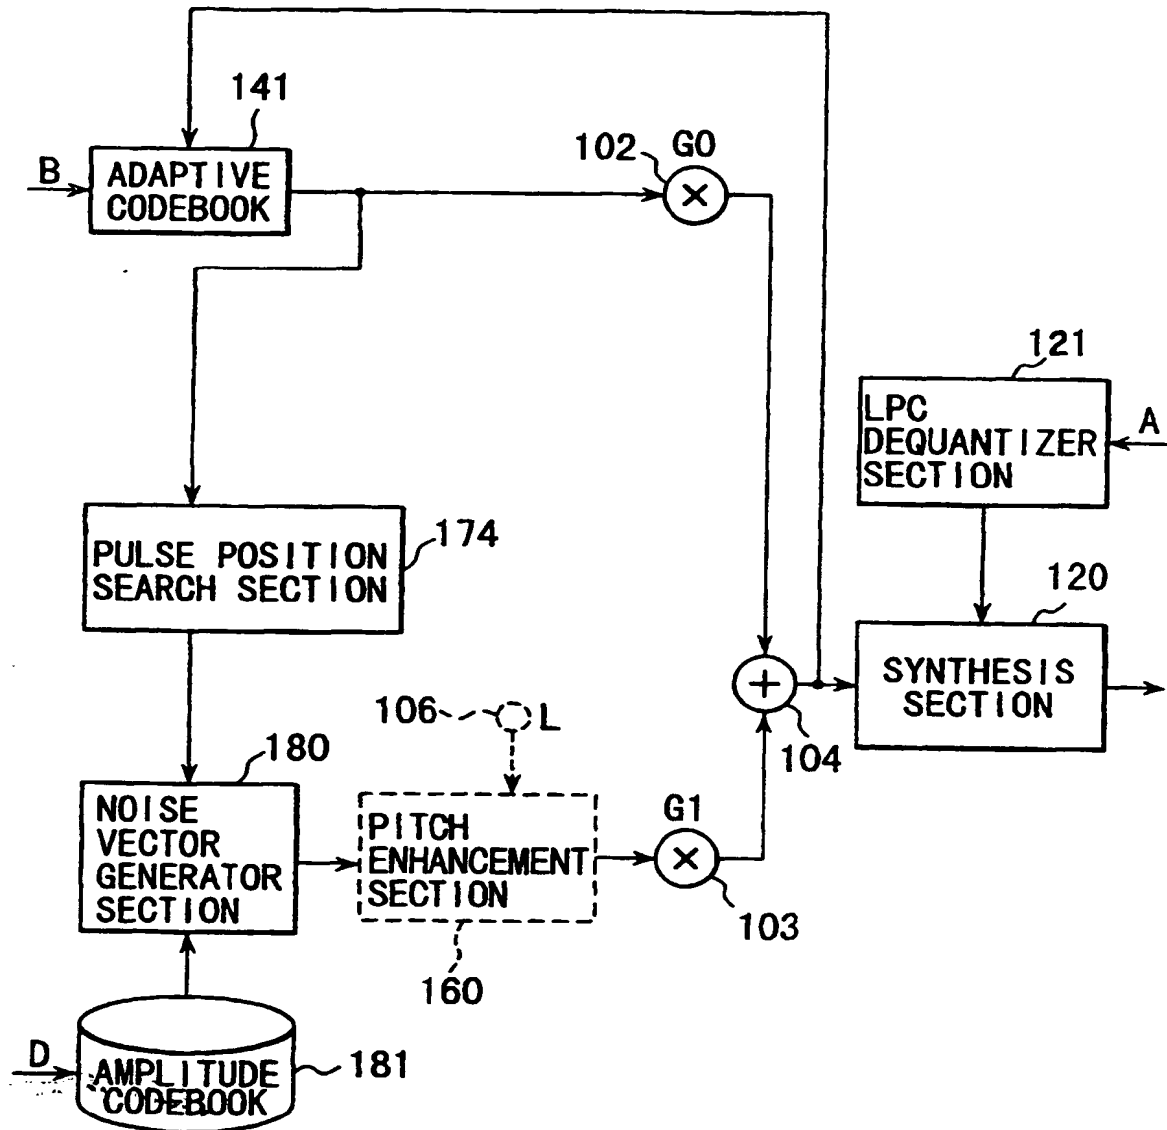 141
B
ADAPTIVE
CODEBOOK
102
G0
×
121
LPC
DEQUANTIZER
SECTION
A
PULSE POSITION
SEARCH SECTION
174
120
SYNTHESIS
SECTION
+
104
106
L
180
NOISE
VECTOR
GENERATOR
SECTION
PITCH
ENHANCEMENT
SECTION
G1
×
103
160
D
AMPLITUDE
CODEBOOK
181